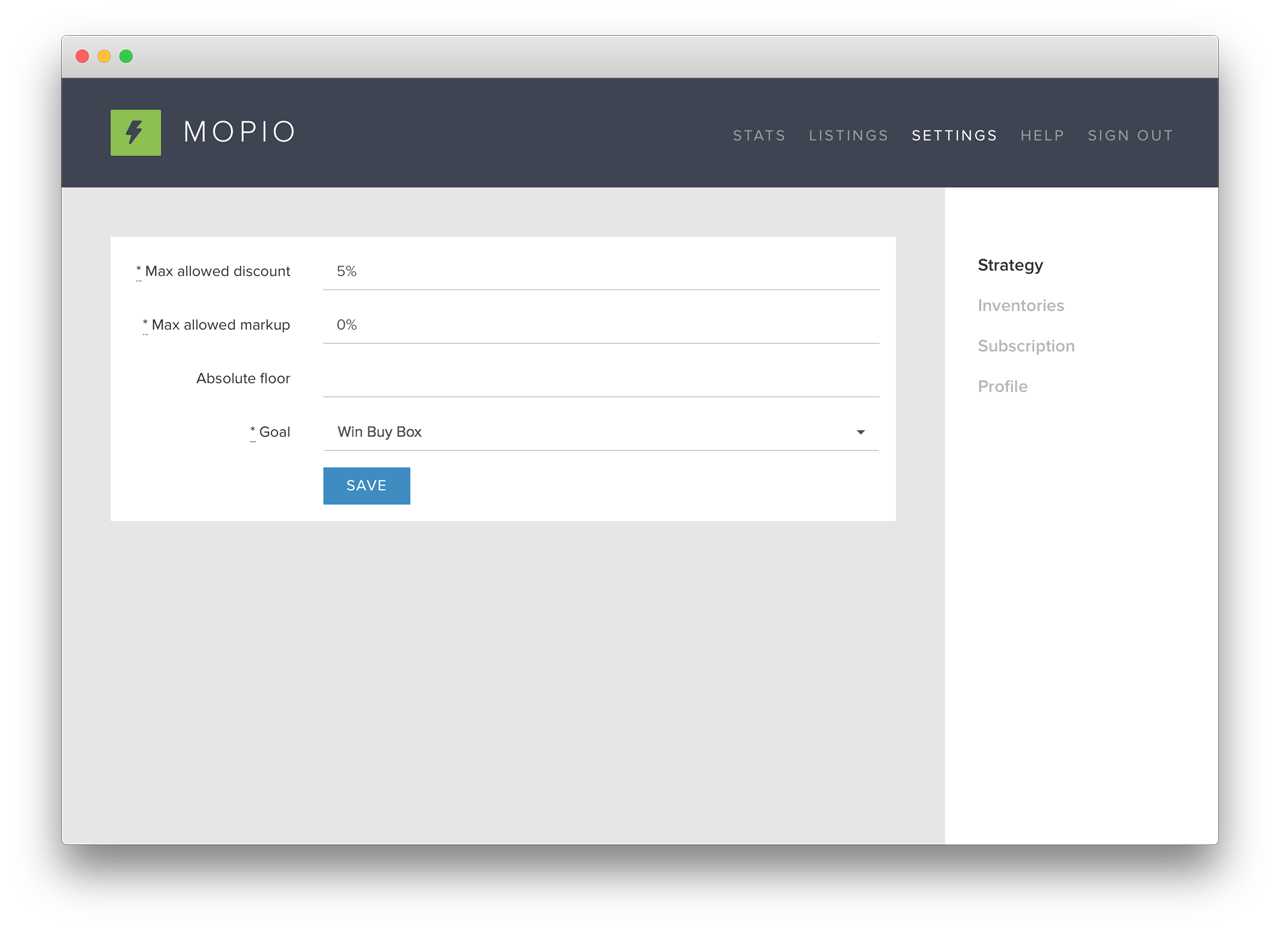 MOPIO
STATS LISTINGS SETTINGS HELP SIGN OUT
* Max allowed discount 5%
* Max allowed markup 0%
Absolute floor
* Goal Win Buy Box
SAVE
Strategy
Inventories
Subscription
Profile